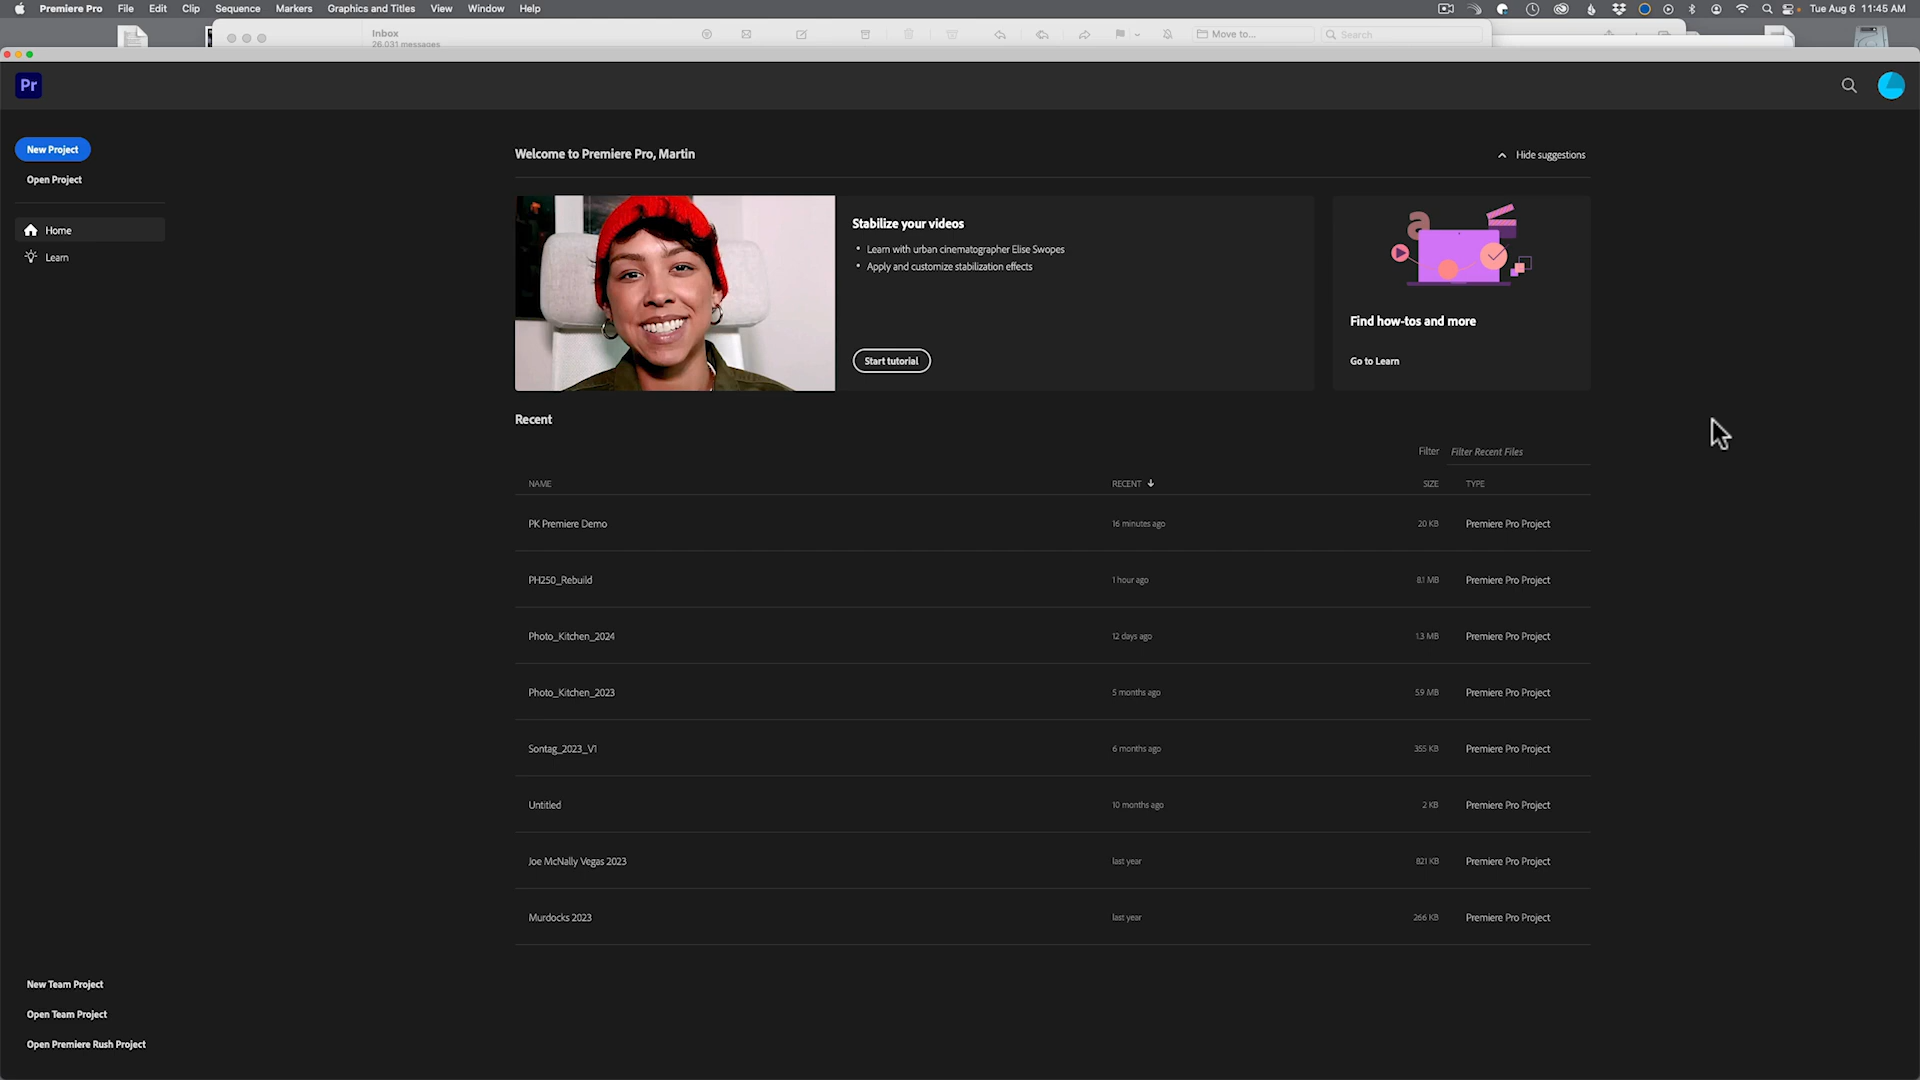 Premiere Pro File Edit Clip Sequence Markers Graphics and Titles View Window Help Tue Aug 6 11:45 AM
Inbox
26,031 messages
Move to...
Search
Pr
New Project
Open Project
Home
Learn
Welcome to Premiere Pro, Martin
Hide suggestions
Stabilize your videos
• Learn with urban cinematographer Elise Swopes
• Apply and customize stabilization effects
Start tutorial
Find how-tos and more
Go to Learn
Recent
Filter Filter Recent Files
NAME RECENT SIZE TYPE
PK Premiere Demo 16 minutes ago 20 KB Premiere Pro Project
PH250_Rebuild 1 hour ago 8.1 MB Premiere Pro Project
Photo_Kitchen_2024 12 days ago 1.3 MB Premiere Pro Project
Photo_Kitchen_2023 5 months ago 5.9 MB Premiere Pro Project
Sontag_2023_V1 6 months ago 355 KB Premiere Pro Project
Untitled 10 months ago 2 KB Premiere Pro Project
Joe McNally Vegas 2023 last year 821 KB Premiere Pro Project
Murdocks 2023 last year 266 KB Premiere Pro Project
New Team Project
Open Team Project
Open Premiere Rush Project